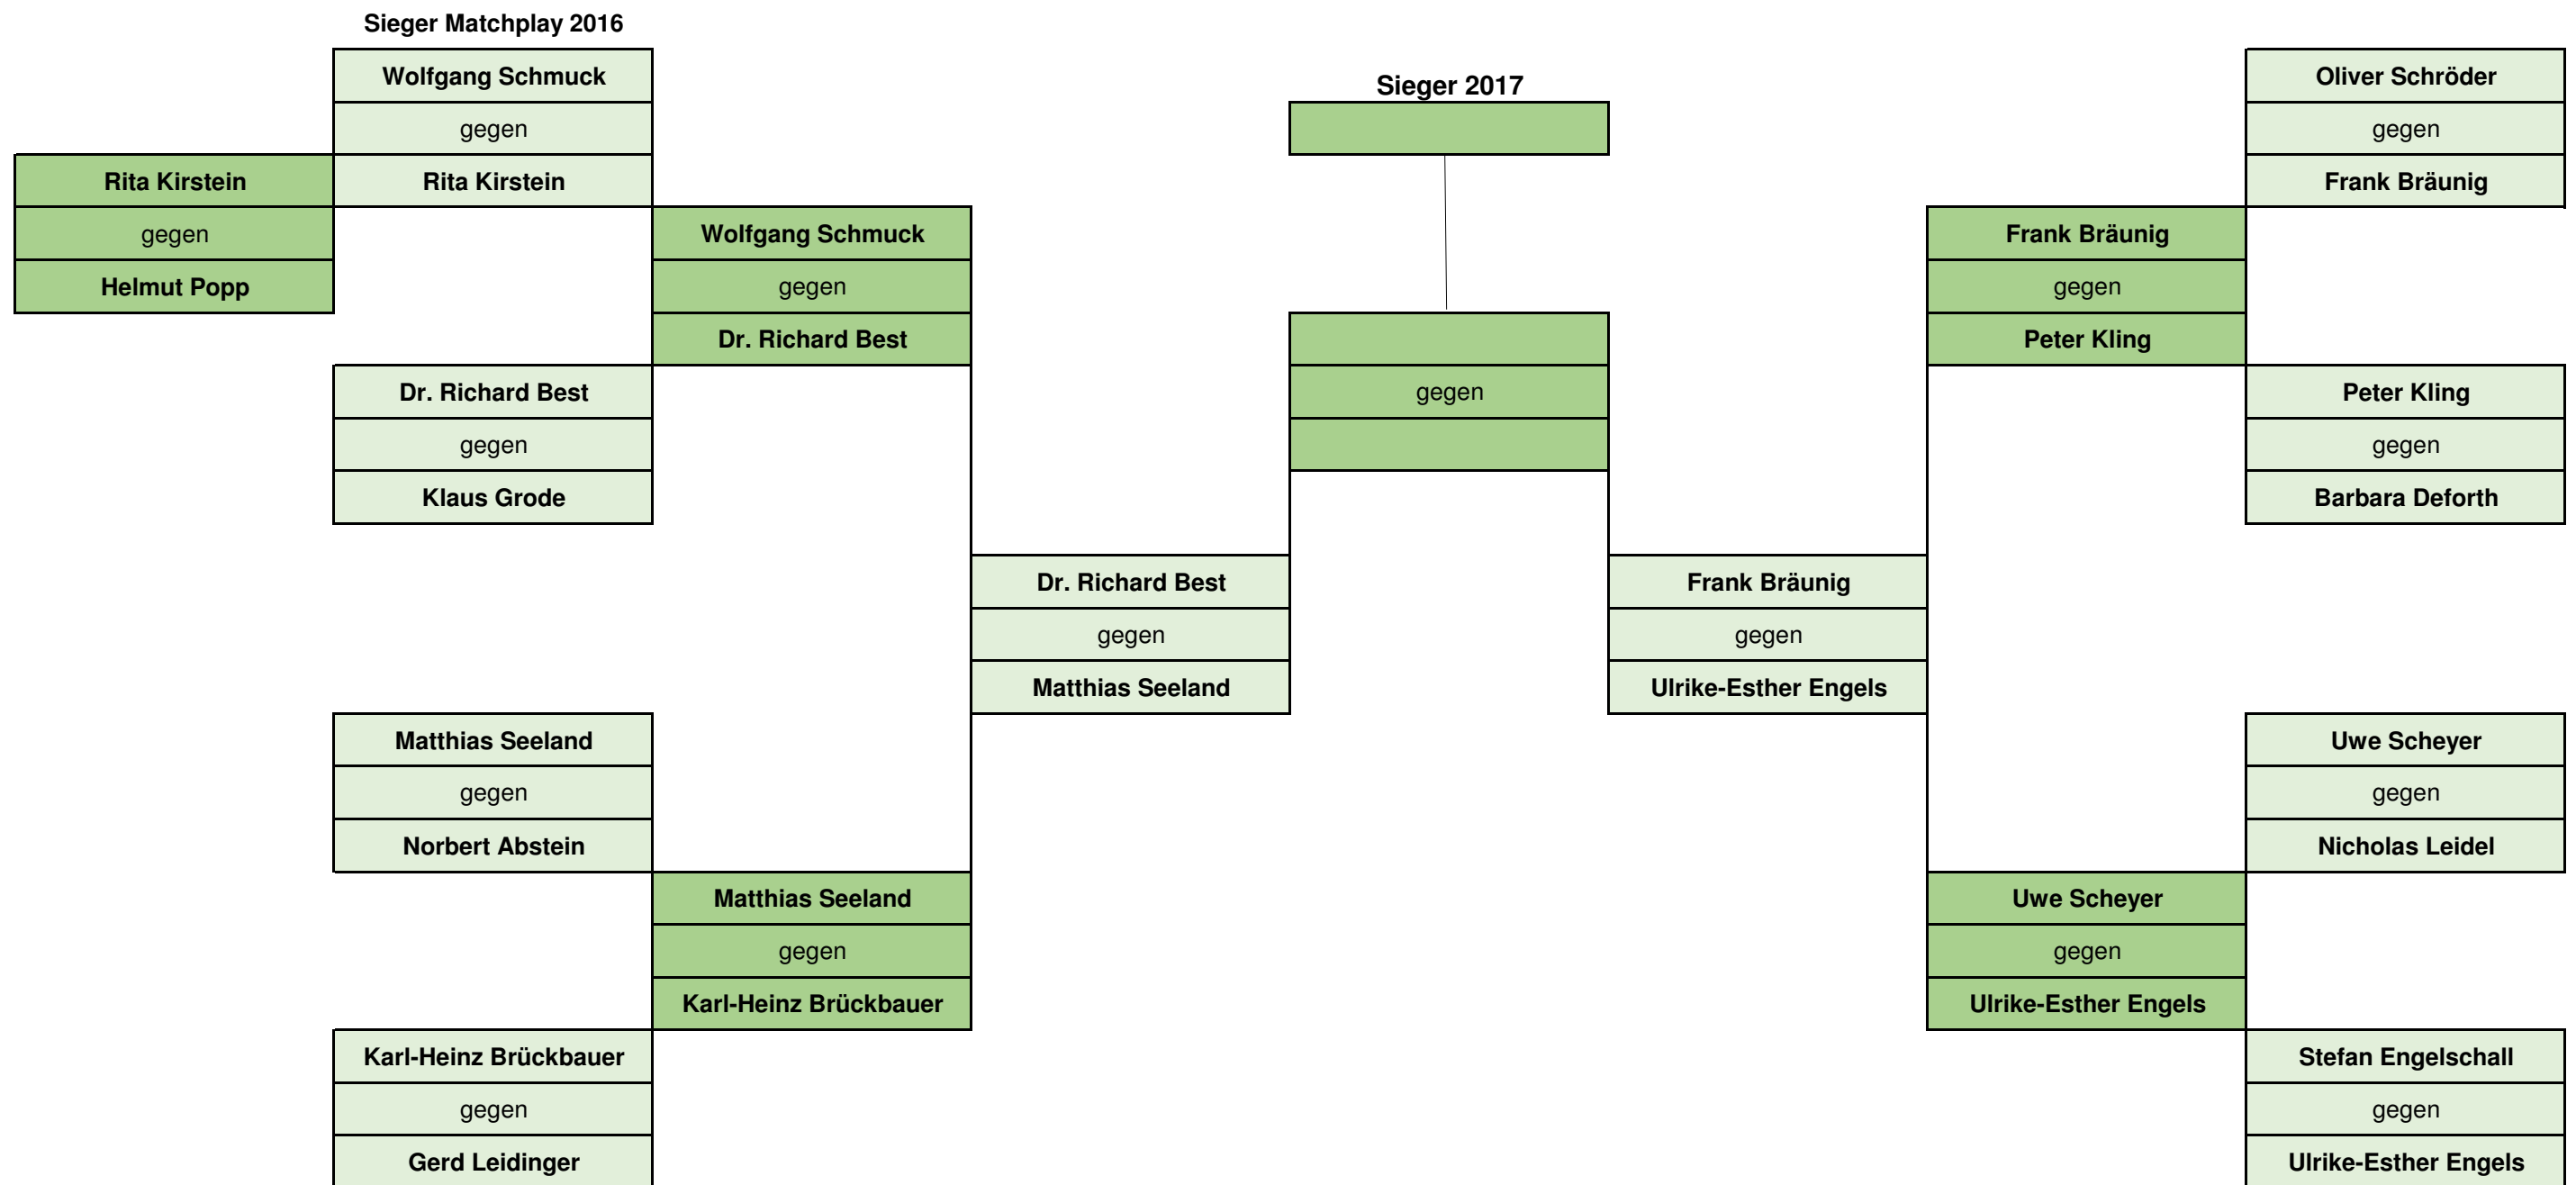 Sieger Matchplay 2016
Wolfgang Schmuck
gegen
Rita Kirstein
Rita Kirstein
gegen
Helmut Popp
Wolfgang Schmuck
gegen
Dr. Richard Best
Dr. Richard Best
gegen
Klaus Grode
Matthias Seeland
gegen
Norbert Abstein
Matthias Seeland
gegen
Karl-Heinz Brückbauer
Karl-Heinz Brückbauer
gegen
Gerd Leidinger
Dr. Richard Best
gegen
Matthias Seeland
Sieger 2017
gegen
Frank Bräunig
gegen
Ulrike-Esther Engels
Frank Bräunig
gegen
Peter Kling
Uwe Scheyer
gegen
Ulrike-Esther Engels
Oliver Schröder
gegen
Frank Bräunig
Peter Kling
gegen
Barbara Deforth
Uwe Scheyer
gegen
Nicholas Leidel
Stefan Engelschall
gegen
Ulrike-Esther Engels